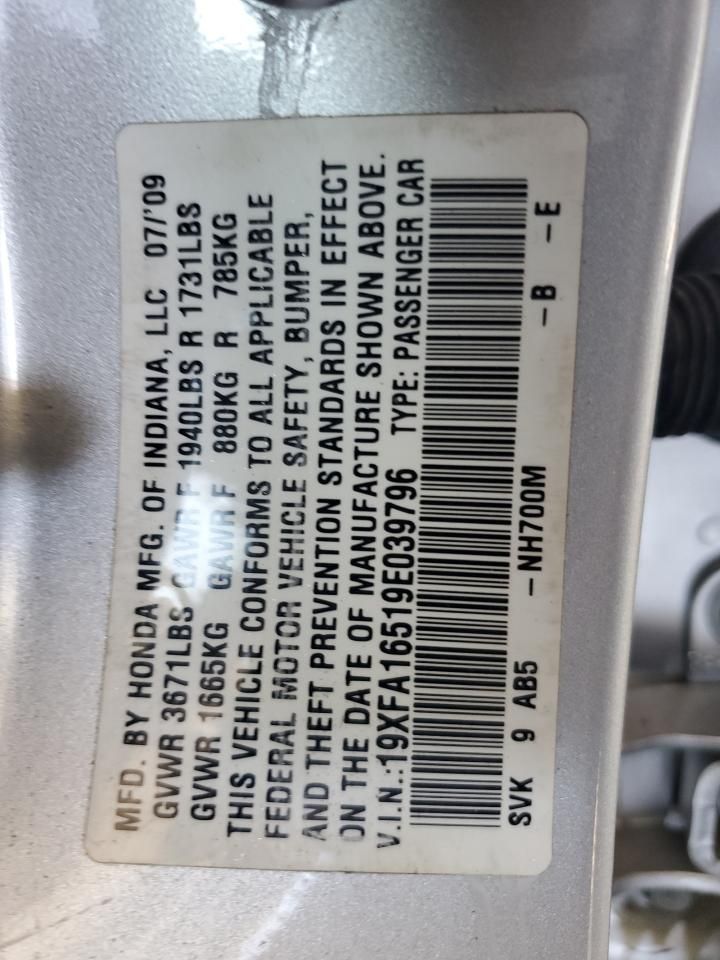 MFD. BY HONDA MFG. OF INDIANA, LLC 07/'09
GVWR 3671LBS GAWR F 1940LBS R 1731LBS
GVWR 1665KG GAWR F 880KG R 785KG
THIS VEHICLE CONFORMS TO ALL APPLICABLE
FEDERAL MOTOR VEHICLE SAFETY, BUMPER,
AND THEFT PREVENTION STANDARDS IN EFFECT
ON THE DATE OF MANUFACTURE SHOWN ABOVE.
V.I.N.:19XFA16519E039796 TYPE: PASSENGER CAR
SVK 9 AB5 -NH700M -B -E